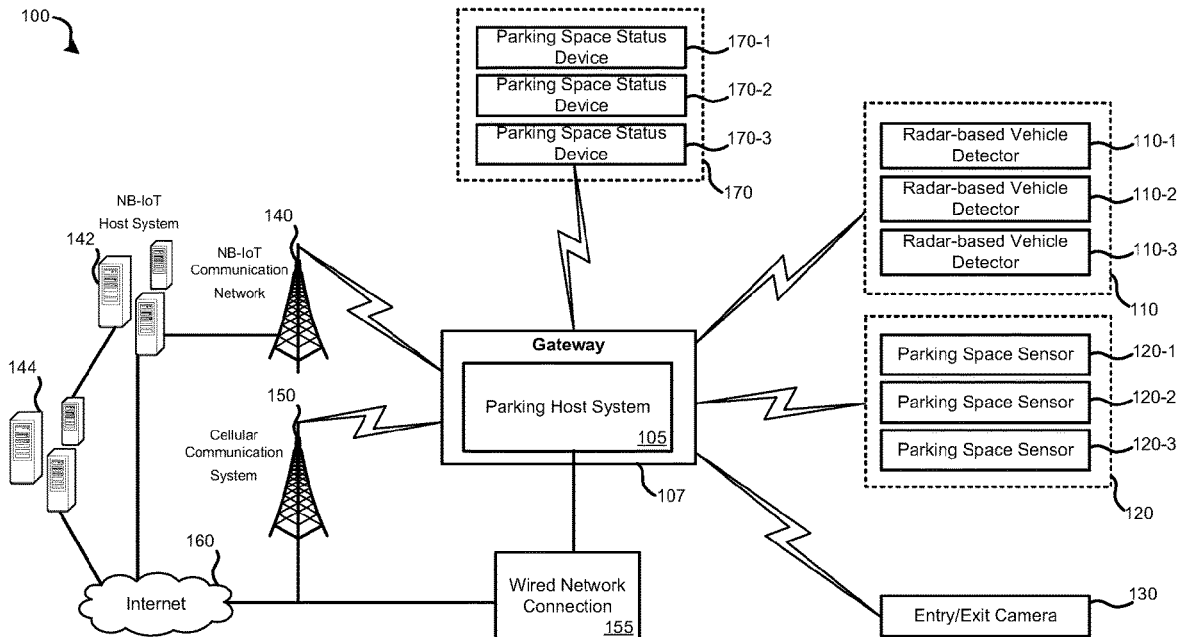 100
Parking Space Status
Device
170-1
Parking Space Status
Device
170-2
Parking Space Status
Device
170-3
170
Radar-based Vehicle
Detector
110-1
Radar-based Vehicle
Detector
110-2
Radar-based Vehicle
Detector
110-3
110
NB-IoT
Host System
142
140
NB-IoT
Communication
Network
144
150
Cellular
Communication
System
Gateway
Parking Host System
105
107
Parking Space Sensor
120-1
Parking Space Sensor
120-2
Parking Space Sensor
120-3
120
160
Internet
Wired Network
Connection
155
Entry/Exit Camera
130